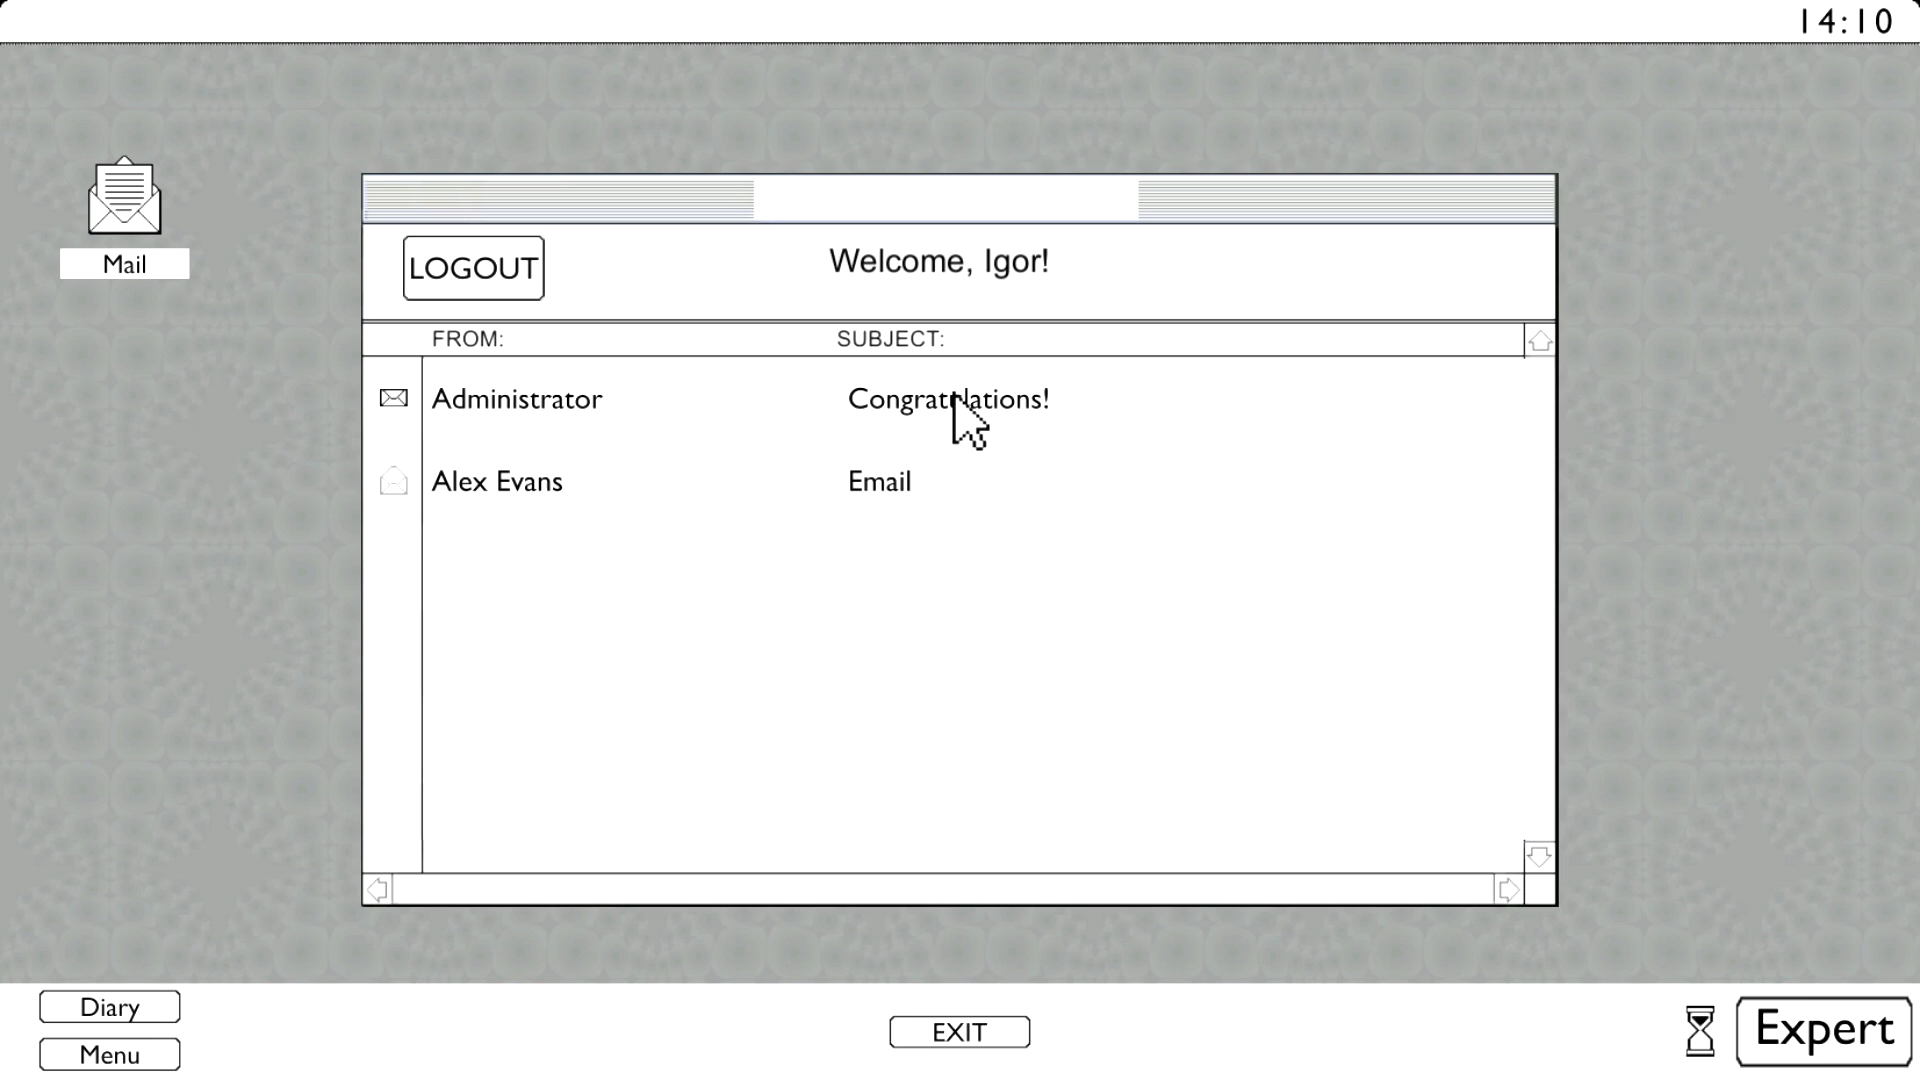 14:10
Mail
LOGOUT
Welcome, Igor!
FROM: SUBJECT:
Administrator Congratulations!
Alex Evans Email
Diary
Menu
EXIT
Expert